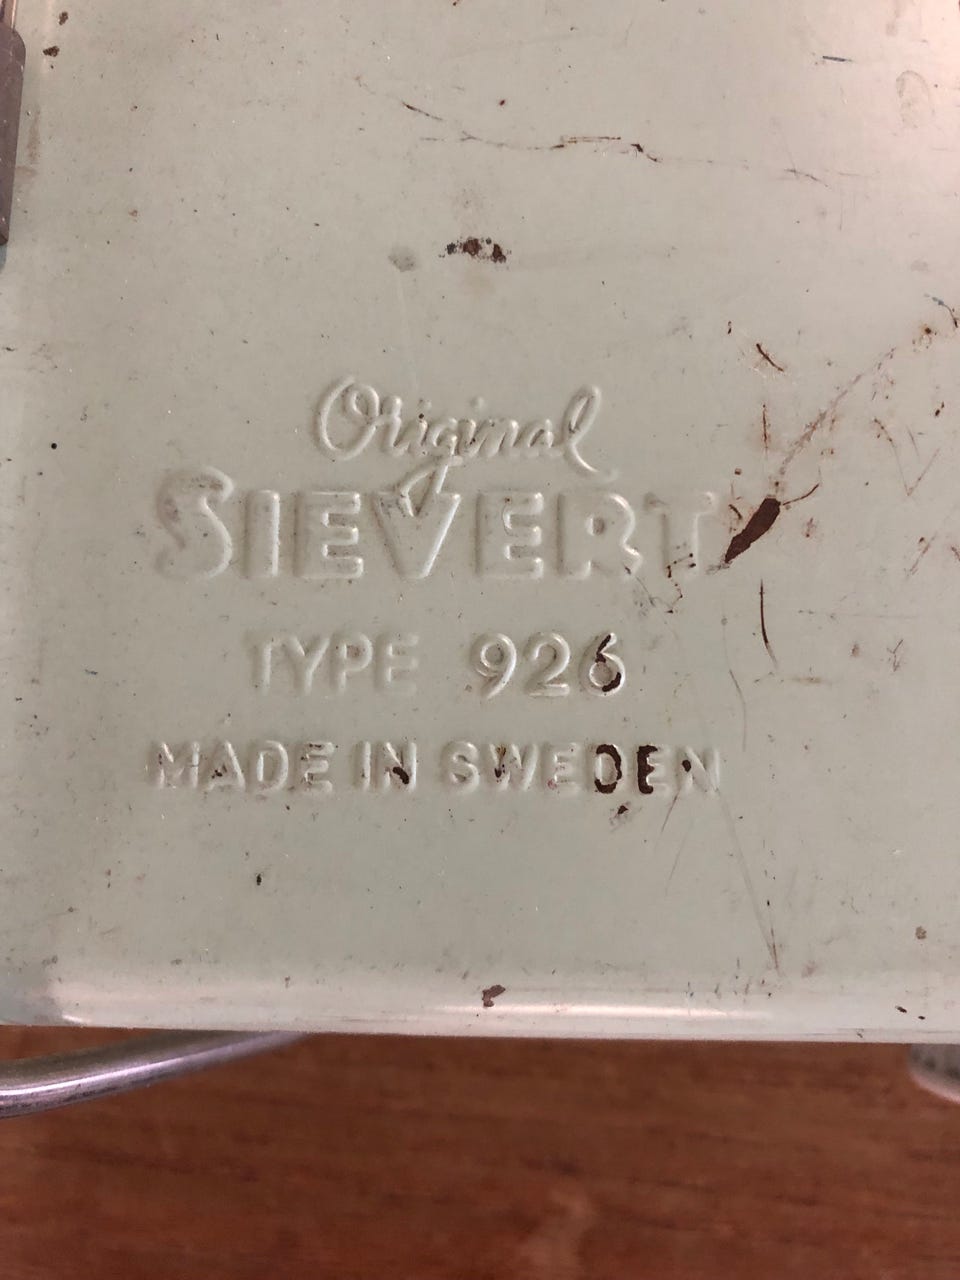 Original
SIEVERT
TYPE 926
MADE IN SWEDEN